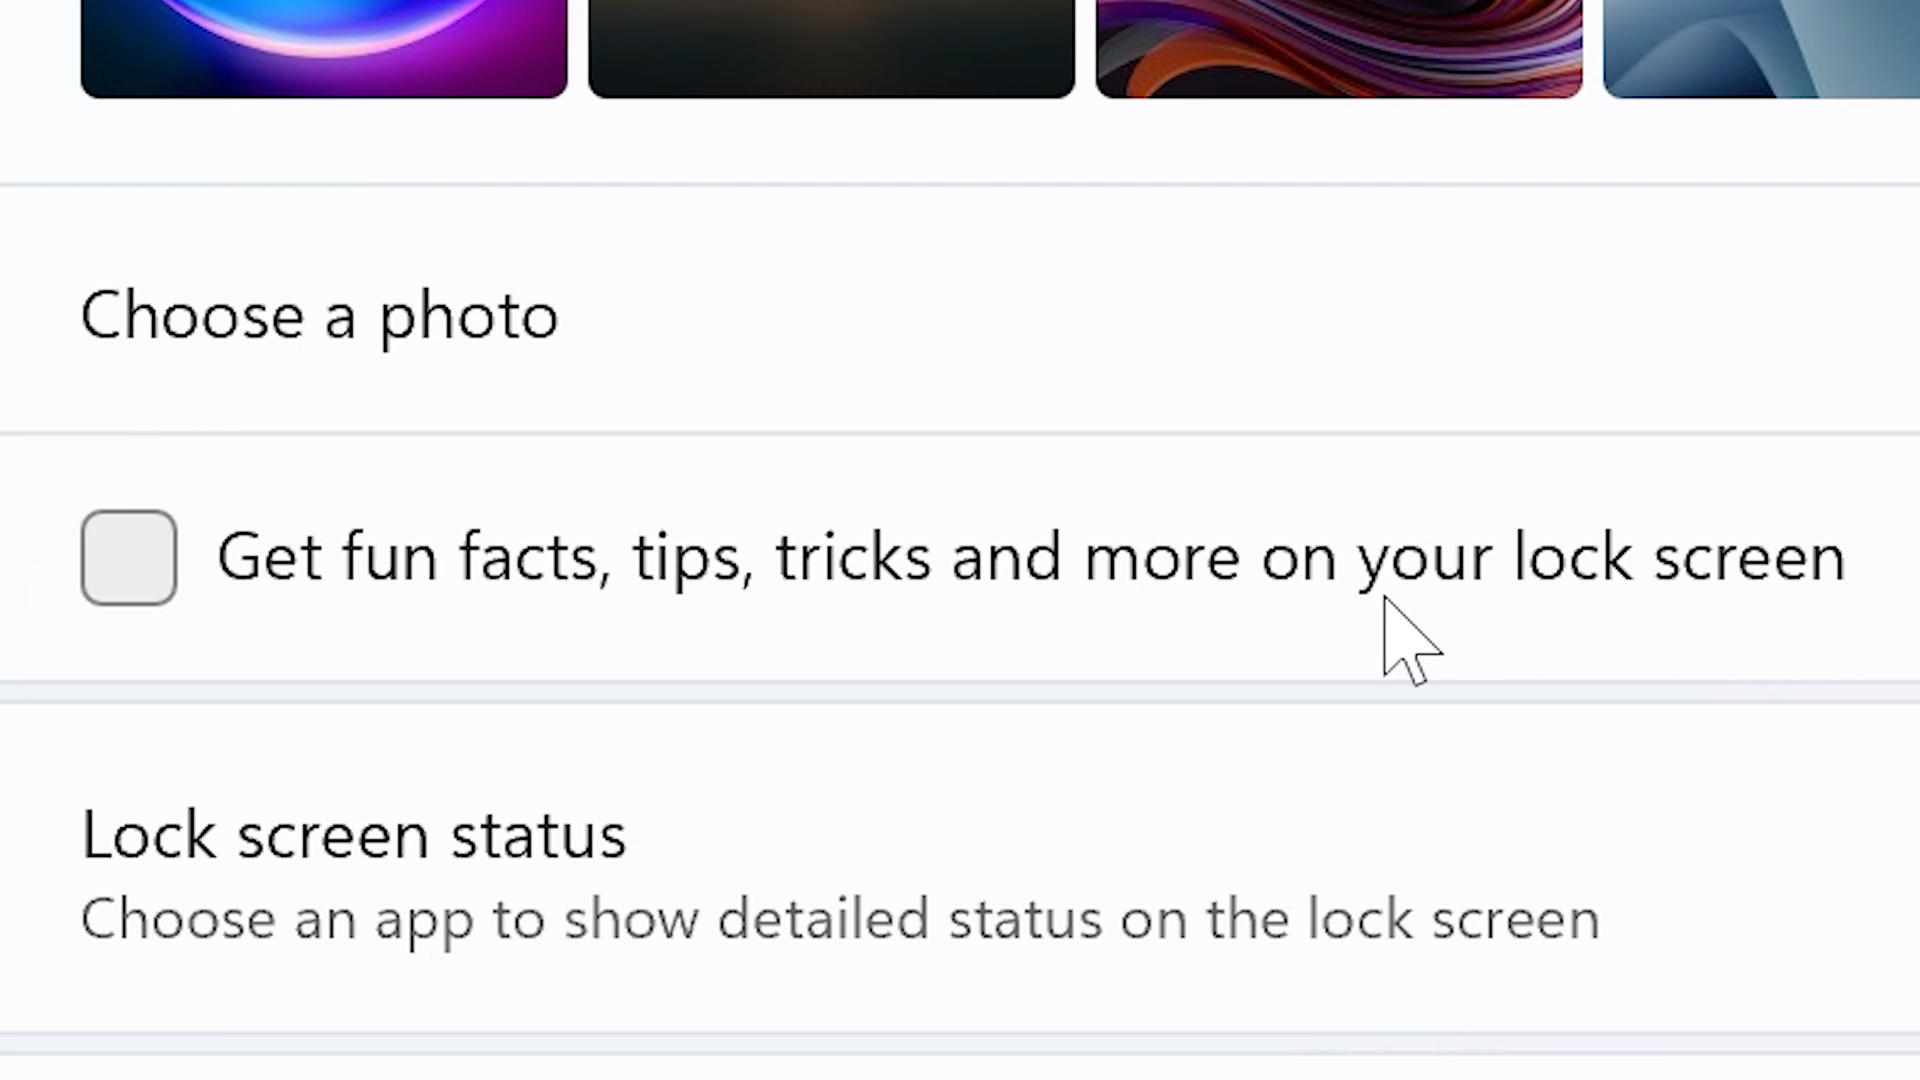 Choose a photo
Get fun facts, tips, tricks and more on your lock screen
Lock screen status
Choose an app to show detailed status on the lock screen